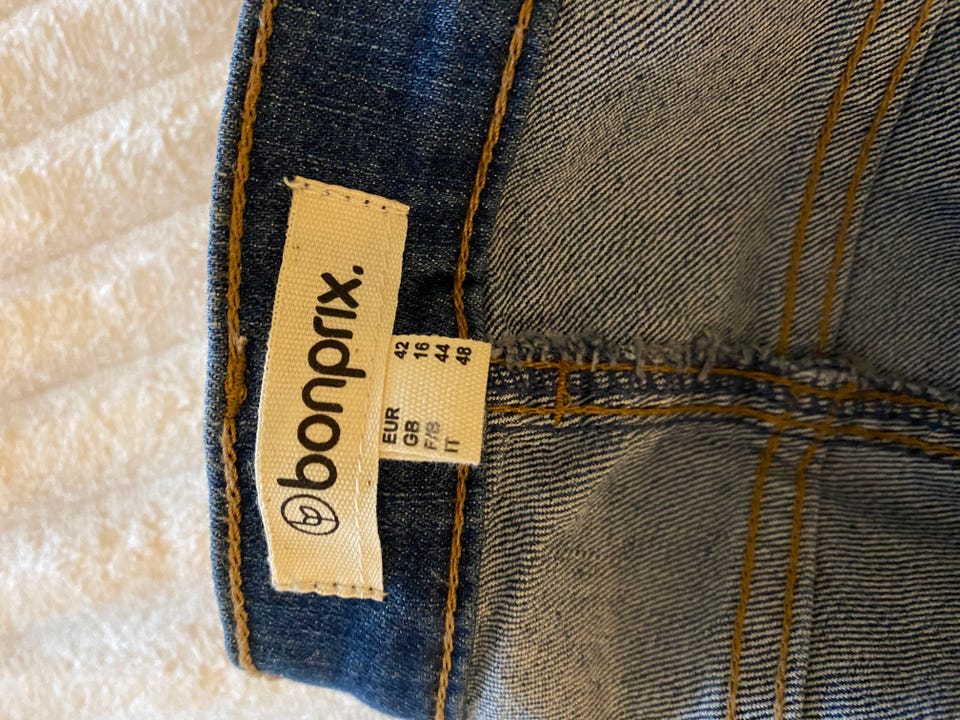 bonprix.
EUR 42
GB 16
F/B 44
IT 48